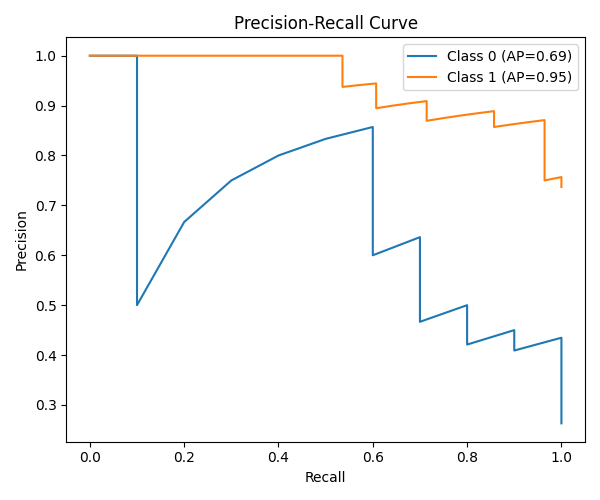 Precision-Recall Curve
Class 0 (AP=0.69)
Class 1 (AP=0.95)
Precision
1.0
0.9
0.8
0.7
0.6
0.5
0.4
0.3
0.0 0.2 0.4 0.6 0.8 1.0
Recall